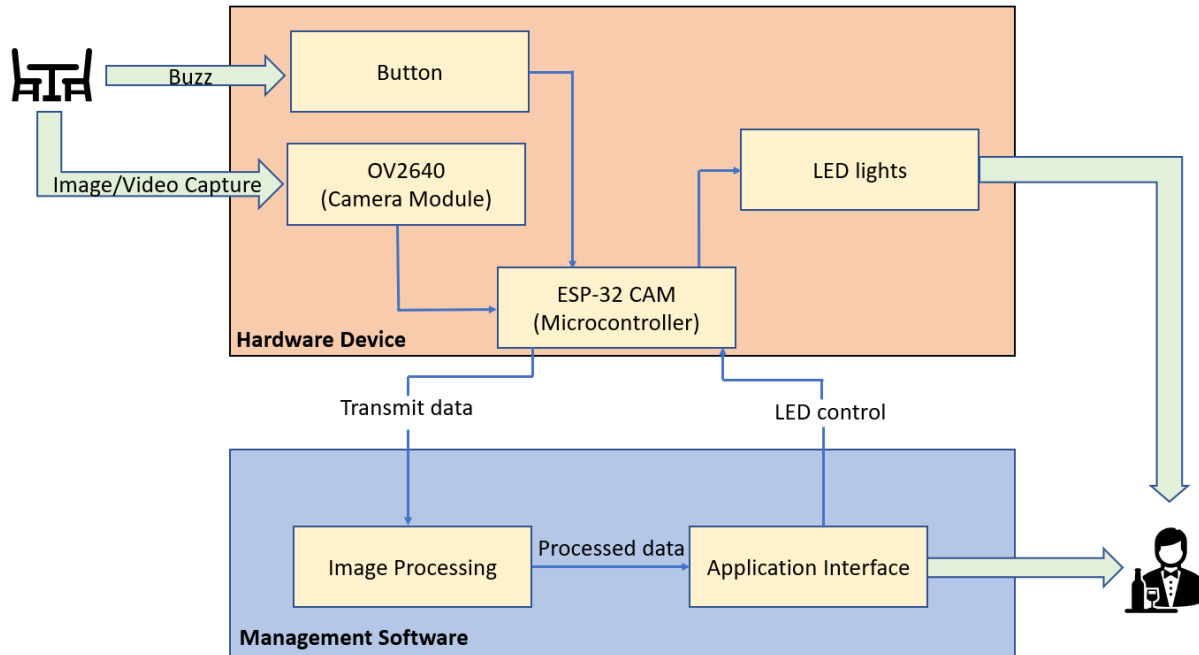 Buzz
Button
Image/Video Capture
OV2640
(Camera Module)
LED lights
ESP-32 CAM
(Microcontroller)
Hardware Device
Transmit data
LED control
Image Processing
Processed data
Application Interface
Management Software